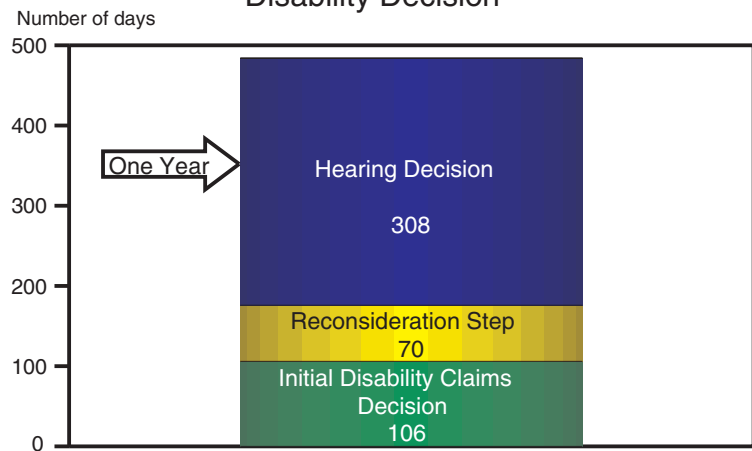 Disability Decision
Number of days
500
400
One Year
Hearing Decision
300
308
200
Reconsideration Step
70
100
Initial Disability Claims
Decision
106
0